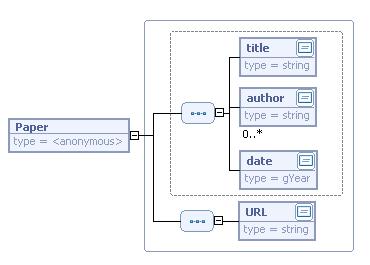 title
type = string
author
type = string
0..*
Paper
type = <anonymous>
date
type = gYear
URL
type = string